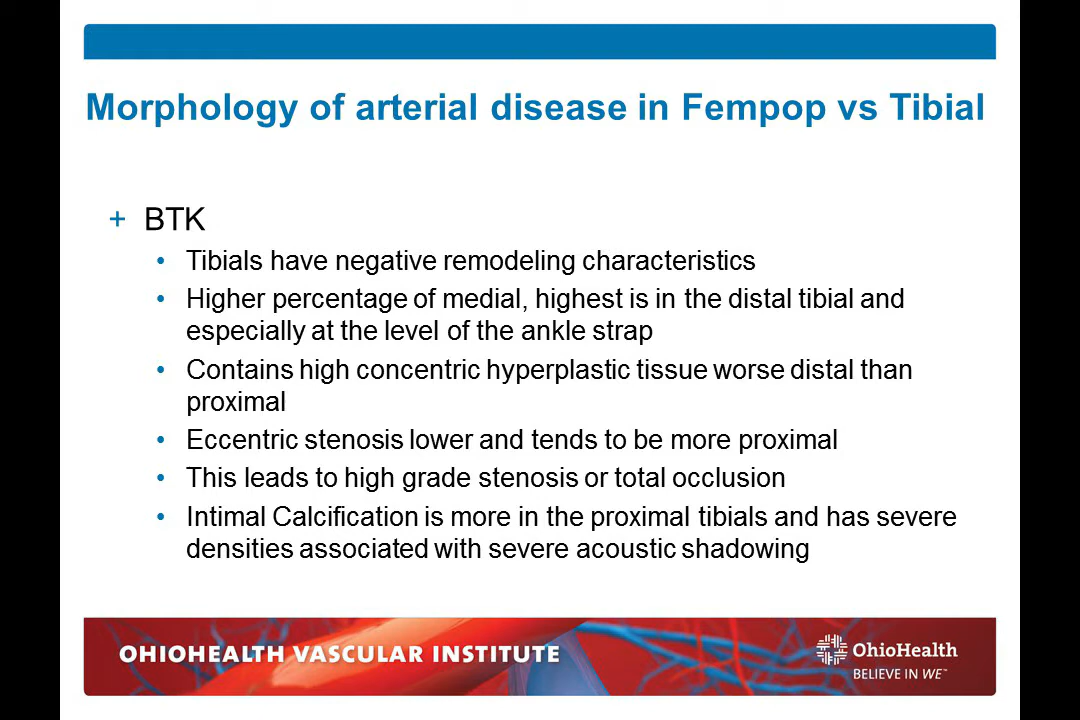 Morphology of arterial disease in Fempop vs Tibial
+ BTK
• Tibials have negative remodeling characteristics
• Higher percentage of medial, highest is in the distal tibial and
especially at the level of the ankle strap
• Contains high concentric hyperplastic tissue worse distal than
proximal
• Eccentric stenosis lower and tends to be more proximal
• This leads to high grade stenosis or total occlusion
• Intimal Calcification is more in the proximal tibials and has severe
densities associated with severe acoustic shadowing
OHIOHEALTH VASCULAR INSTITUTE
OhioHealth
BELIEVE IN WE™